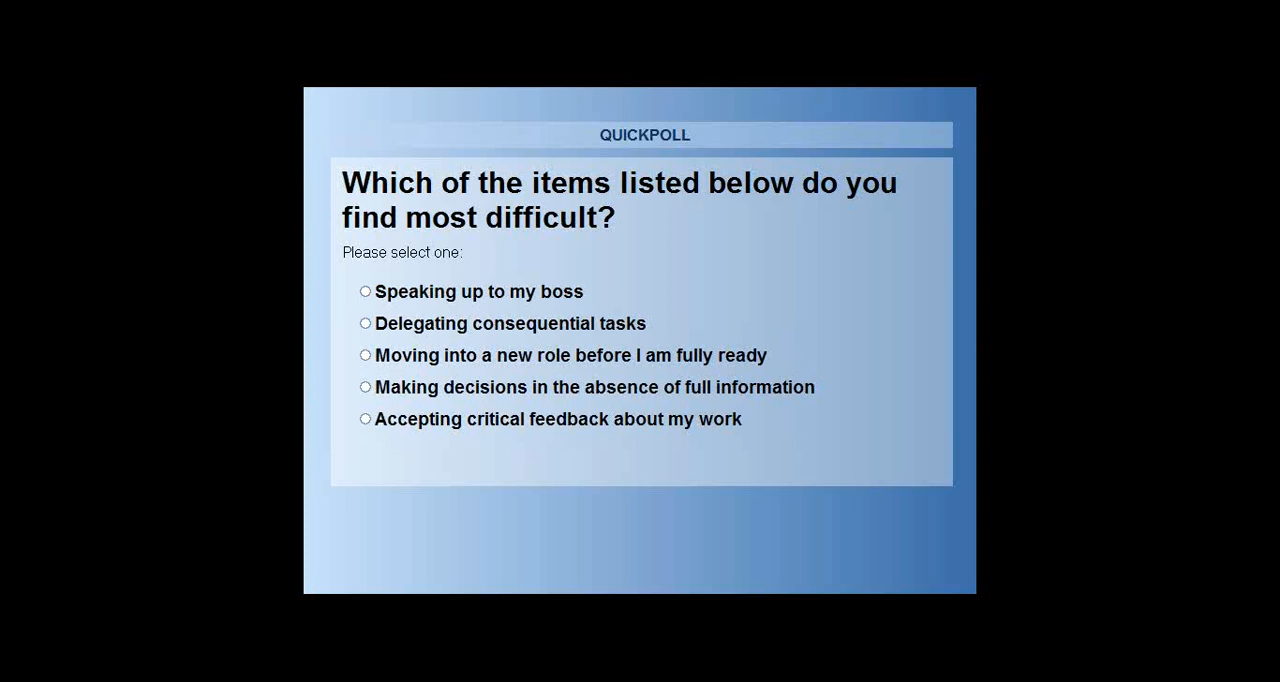 QUICKPOLL
Which of the items listed below do you
find most difficult?
Please select one:
Speaking up to my boss
Delegating consequential tasks
Moving into a new role before I am fully ready
Making decisions in the absence of full information
Accepting critical feedback about my work